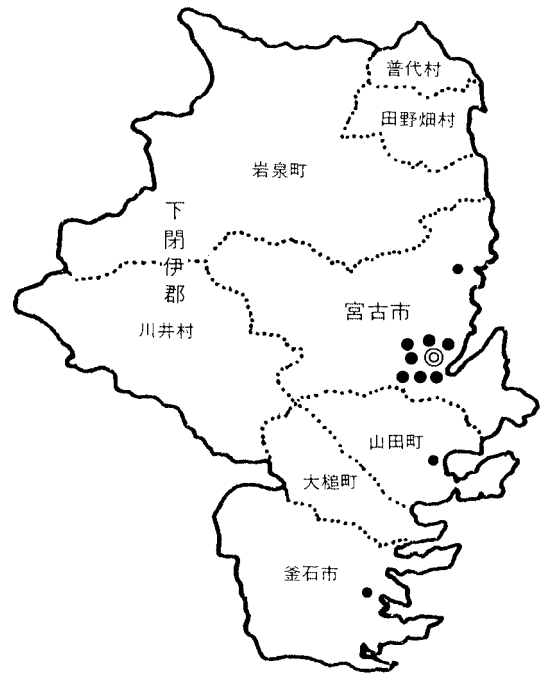 普代村
田野畑村
岩泉町
下閉伊郡
宮古市
川井村
山田町
大槌町
釜石市